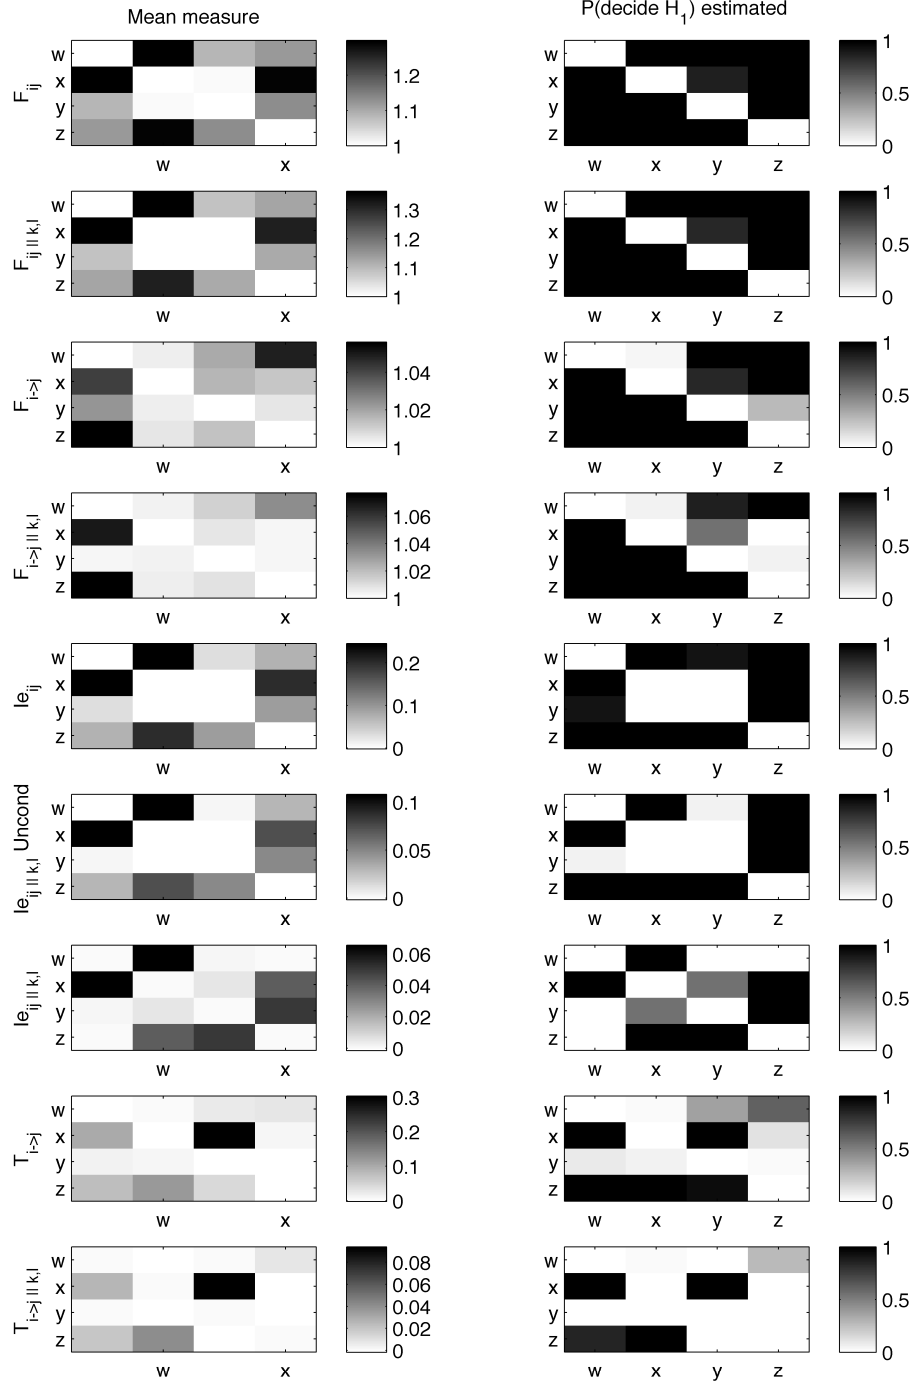 Mean measure
P(decide H1) estimated
Fij
w
x
y
z
w x
1.2
1.1
1
w
x
y
z
w x y z
1
0.5
0
Fij || k,l
w
x
y
z
w x
1.3
1.2
1.1
1
w
x
y
z
w x y z
1
0.5
0
Fi->j
w
x
y
z
w x
1.04
1.02
1
w
x
y
z
w x y z
1
0.5
0
Fi->j || k,l
w
x
y
z
w x
1.06
1.04
1.02
1
w
x
y
z
w x y z
1
0.5
0
Ieij
w
x
y
z
w x
0.2
0.1
0
w
x
y
z
w x y z
1
0.5
0
Ieij || k,l Uncond
w
x
y
z
w x
0.1
0.05
0
w
x
y
z
w x y z
1
0.5
0
Ieij || k,l
w
x
y
z
w x
0.06
0.04
0.02
0
w
x
y
z
w x y z
1
0.5
0
Ti->j
w
x
y
z
w x
0.3
0.2
0.1
0
w
x
y
z
w x y z
1
0.5
0
Ti->j || k,l
w
x
y
z
w x
0.08
0.06
0.04
0.02
0
w
x
y
z
w x y z
1
0.5
0